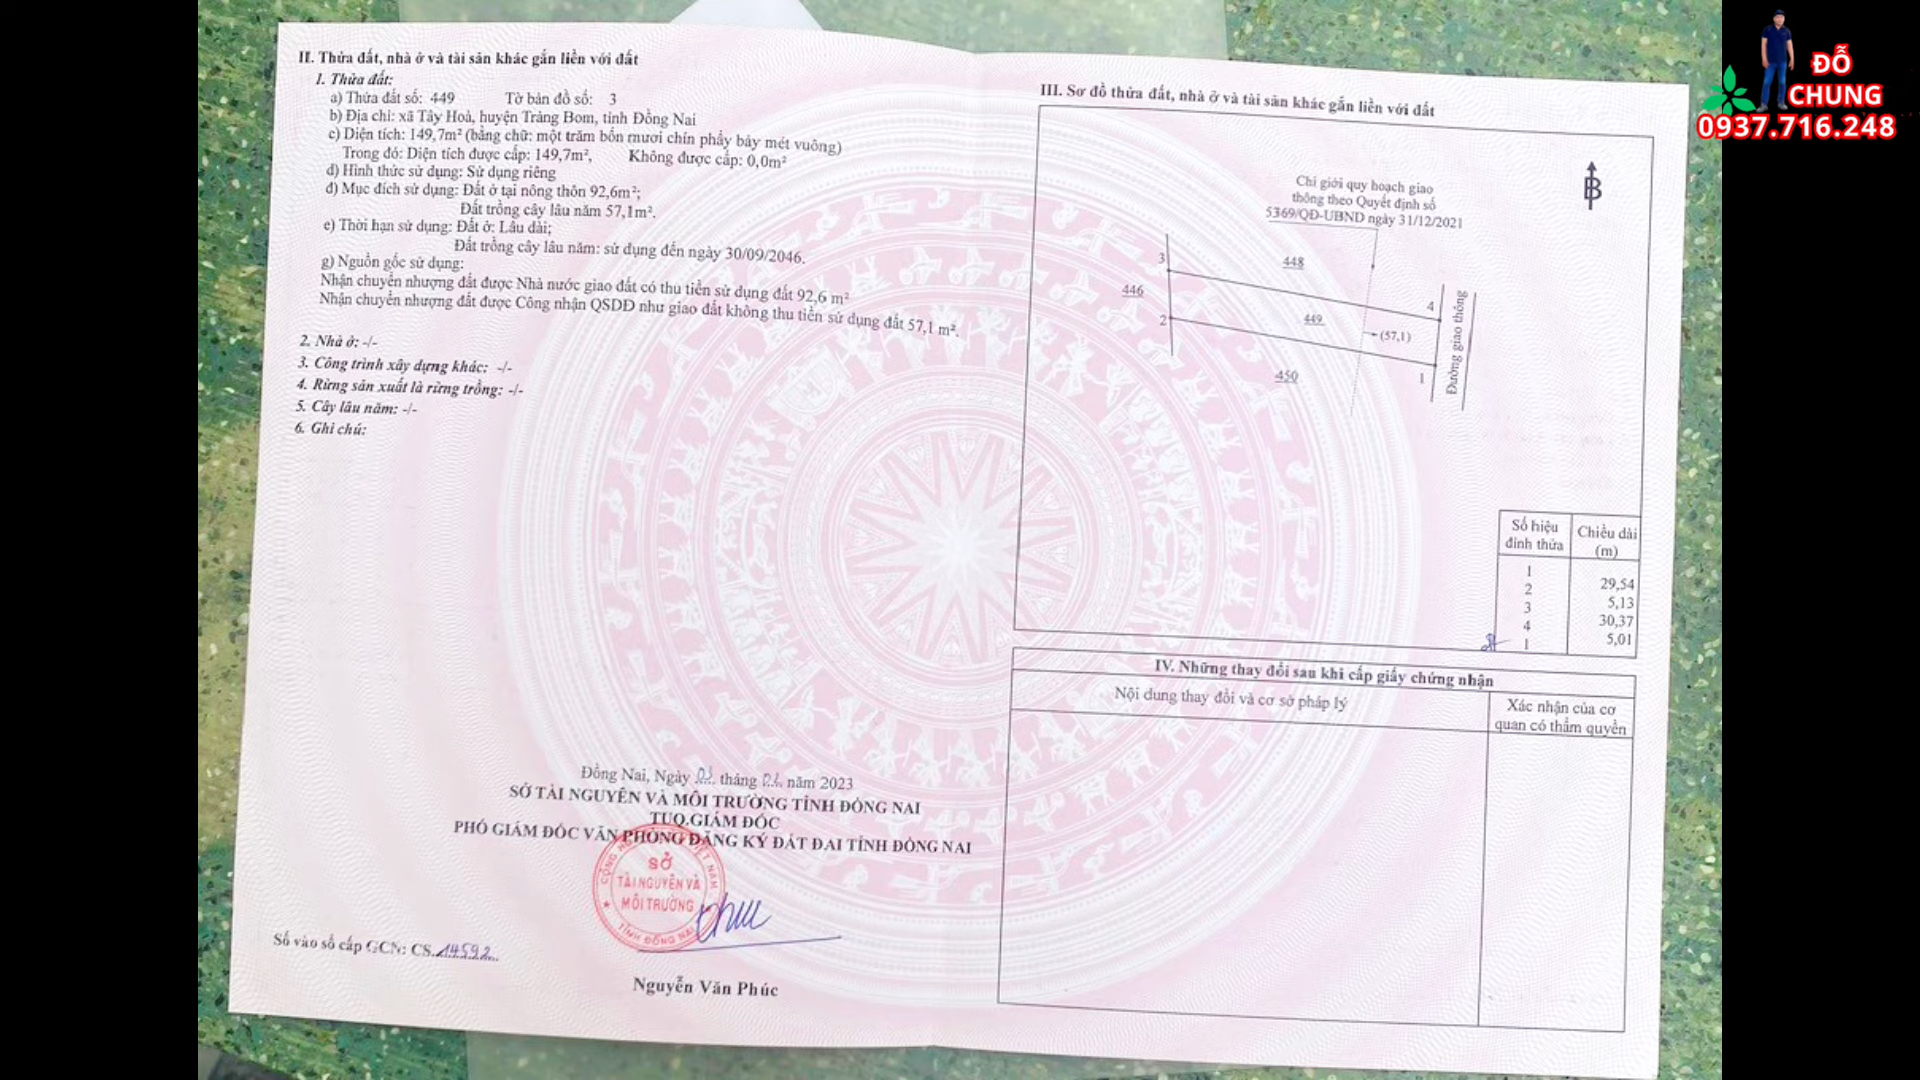 II. Thửa đất, nhà ở và tài sản khác gắn liền với đất
1. Thửa đất:
a) Thửa đất số: 449 Tờ bản đồ số: 3
b) Địa chỉ: xã Tây Hoà, huyện Trảng Bom, tỉnh Đồng Nai
c) Diện tích: 149,7m² (bằng chữ: một trăm bốn mươi chín phẩy bảy mét vuông)
Trong đó: Diện tích được cấp: 149,7m², Không được cấp: 0,0m²
d) Hình thức sử dụng: Sử dụng riêng
đ) Mục đích sử dụng: Đất ở tại nông thôn 92,6m²;
Đất trồng cây lâu năm 57,1m².
e) Thời hạn sử dụng: Đất ở: Lâu dài;
Đất trồng cây lâu năm: sử dụng đến ngày 30/09/2046.
g) Nguồn gốc sử dụng:
Nhận chuyển nhượng đất được Nhà nước giao đất có thu tiền sử dụng đất 92,6 m²
Nhận chuyển nhượng đất được Công nhận QSDĐ như giao đất không thu tiền sử dụng đất 57,1 m².
2. Nhà ở: -/-
3. Công trình xây dựng khác: -/-
4. Rừng sản xuất là rừng trồng: -/-
5. Cây lâu năm: -/-
6. Ghi chú:
Đồng Nai, Ngày tháng năm 2023
SỞ TÀI NGUYÊN VÀ MÔI TRƯỜNG TỈNH ĐỒNG NAI
TUQ.GIÁM ĐỐC
PHÓ GIÁM ĐỐC VĂN PHÒNG ĐĂNG KÝ ĐẤT ĐAI TỈNH ĐỒNG NAI
SỞ
TÀI NGUYÊN VÀ
MÔI TRƯỜNG
TỈNH ĐỒNG NAI
Số vào sổ cấp GCN: CS.14592
Nguyễn Văn Phúc
III. Sơ đồ thửa đất, nhà ở và tài sản khác gắn liền với đất
B
Chỉ giới quy hoạch giao
thông theo Quyết định số
5369/QĐ-UBND ngày 31/12/2021
3
448
446
4
2
449
(57,1)
450
1
Đường giao thông
Số hiệu đỉnh thửa Chiều dài (m)
1
29,54
2
5,13
3
30,37
4
5,01
1
IV. Những thay đổi sau khi cấp giấy chứng nhận
Nội dung thay đổi và cơ sở pháp lý
Xác nhận của cơ
quan có thẩm quyền
ĐỖ
CHUNG
0937.716.248